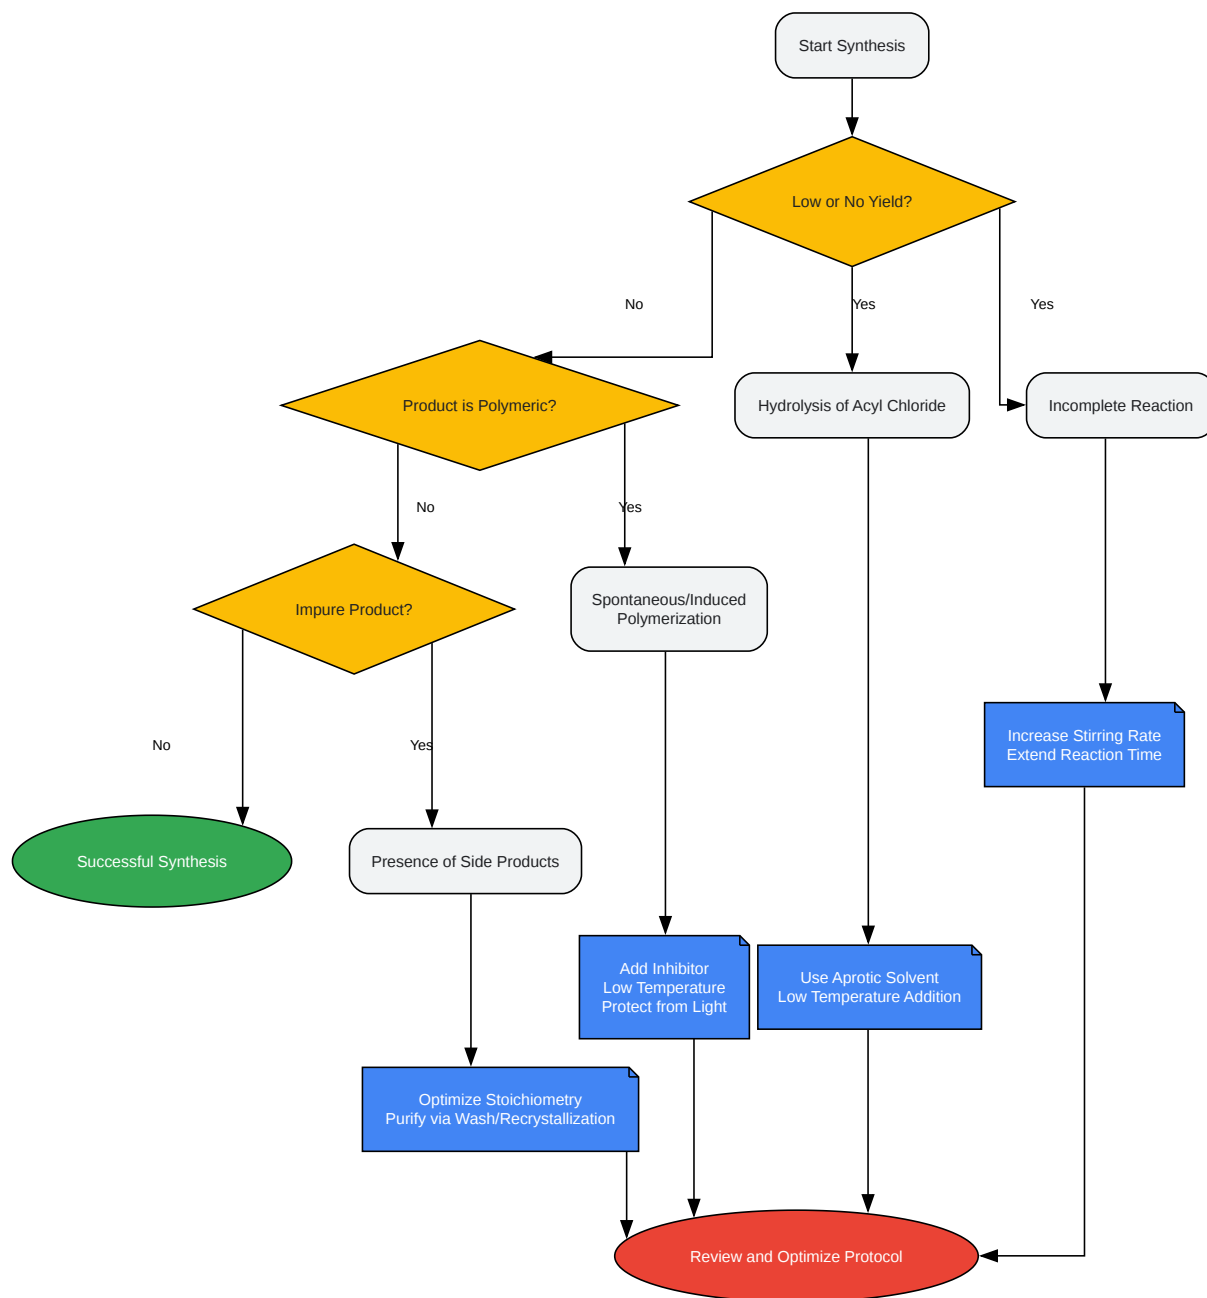 Start Synthesis
Low or No Yield?
No
Yes
Yes
Product is Polymeric?
Hydrolysis of Acyl Chloride
Incomplete Reaction
No
Yes
Impure Product?
Spontaneous/Induced
Polymerization
No
Yes
Increase Stirring Rate
Extend Reaction Time
Successful Synthesis
Presence of Side Products
Add Inhibitor
Low Temperature
Protect from Light
Use Aprotic Solvent
Low Temperature Addition
Optimize Stoichiometry
Purify via Wash/Recrystallization
Review and Optimize Protocol